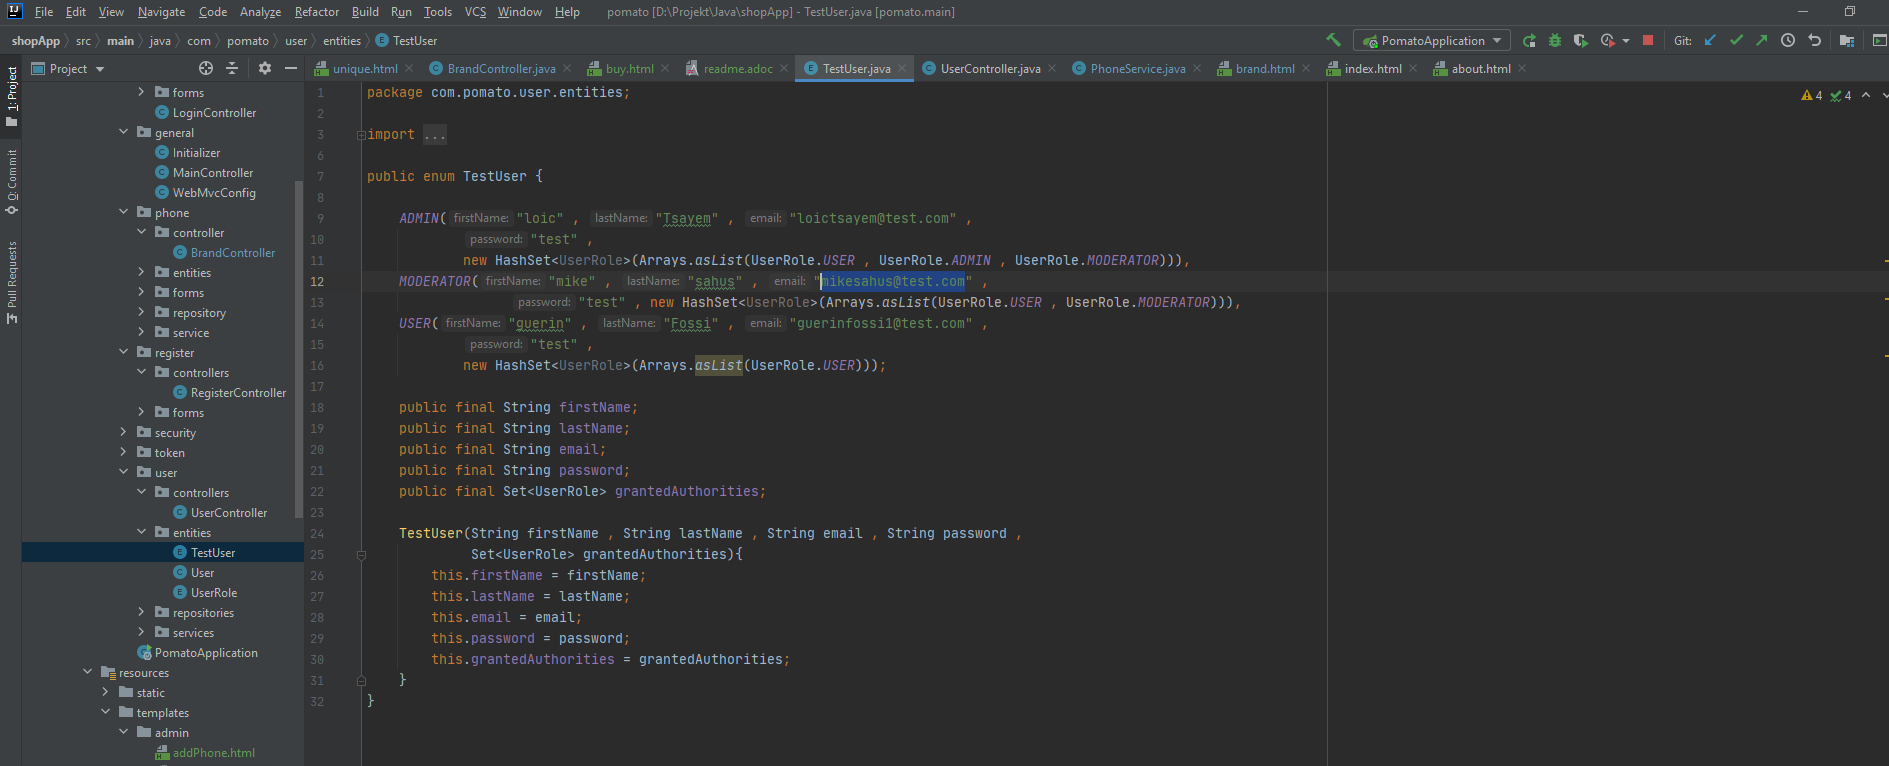 File Edit View Navigate Code Analyze Refactor Build Run Tools VCS Window Help pomato [D:\Projekt\Java\shopApp] - TestUser.java [pomato.main]
shopApp src main java com pomato user entities TestUser PomatoApplication Git:
Project unique.html BrandController.java buy.html readme.adoc TestUser.java UserController.java PhoneService.java brand.html index.html about.html
1: Project
0: Commit
Pull Requests
forms
LoginController
general
Initializer
MainController
WebMvcConfig
phone
controller
BrandController
entities
forms
repository
service
register
controllers
RegisterController
forms
security
token
user
controllers
UserController
entities
TestUser
User
UserRole
repositories
services
PomatoApplication
resources
static
templates
admin
addPhone.html
4 4
1 package com.pomato.user.entities;
2
3 import ...
6
7 public enum TestUser {
8
9 ADMIN( firstName: "loic" , lastName: "Tsayem" , email: "loictsayem@test.com" ,
10 password: "test" ,
11 new HashSet<UserRole>(Arrays.asList(UserRole.USER , UserRole.ADMIN , UserRole.MODERATOR))),
12 MODERATOR( firstName: "mike" , lastName: "sahus" , email: "mikesahus@test.com" ,
13 password: "test" , new HashSet<UserRole>(Arrays.asList(UserRole.USER , UserRole.MODERATOR))),
14 USER( firstName: "guerin" , lastName: "Fossi" , email: "guerinfossi1@test.com" ,
15 password: "test" ,
16 new HashSet<UserRole>(Arrays.asList(UserRole.USER)));
17
18 public final String firstName;
19 public final String lastName;
20 public final String email;
21 public final String password;
22 public final Set<UserRole> grantedAuthorities;
23
24 TestUser(String firstName , String lastName , String email , String password ,
25 Set<UserRole> grantedAuthorities){
26 this.firstName = firstName;
27 this.lastName = lastName;
28 this.email = email;
29 this.password = password;
30 this.grantedAuthorities = grantedAuthorities;
31 }
32 }